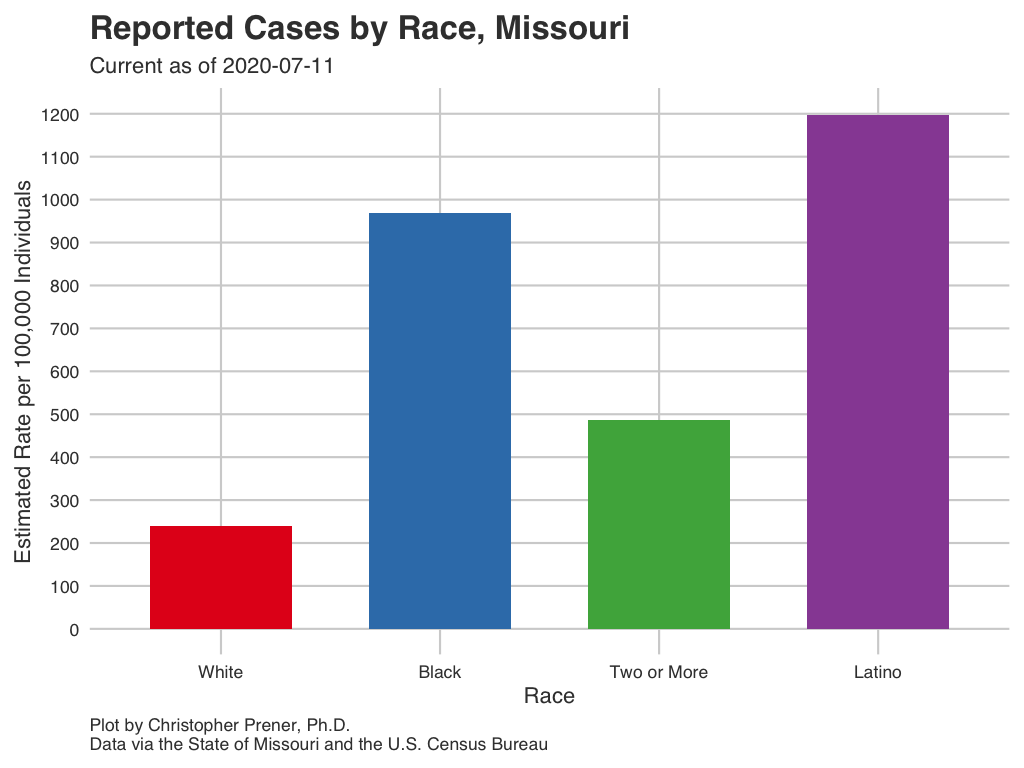 Reported Cases by Race, Missouri
Current as of 2020-07-11
Estimated Rate per 100,000 Individuals
1200
1100
1000
900
800
700
600
500
400
300
200
100
0
White
Black
Two or More
Latino
Race
Plot by Christopher Prener, Ph.D.
Data via the State of Missouri and the U.S. Census Bureau